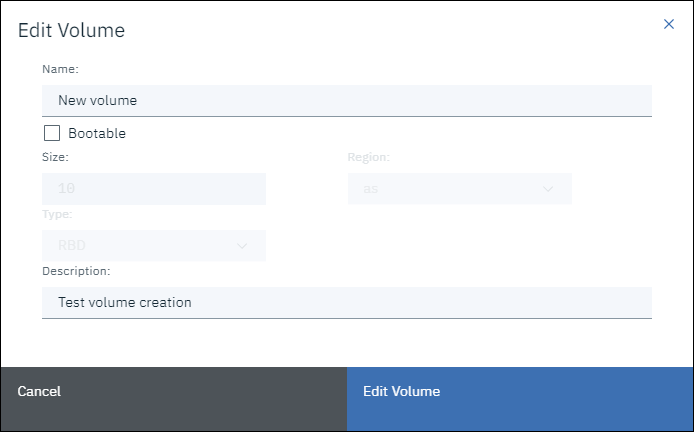 Edit Volume
Name:
New volume
Bootable
Size:
Region:
10
as
Type:
RBD
Description:
Test volume creation
Cancel
Edit Volume